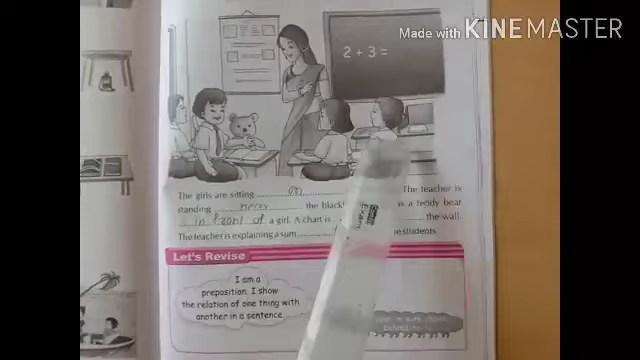 Made with KINEMASTER
2 + 3 =
The girls are sitting on The teacher is
standing near the black is a teddy bear
in front of a girl. A chart is the wall.
The teacher is explaining a sum students
Let's Revise
I am a
preposition. I show
the relation of one thing with
another in a sentence